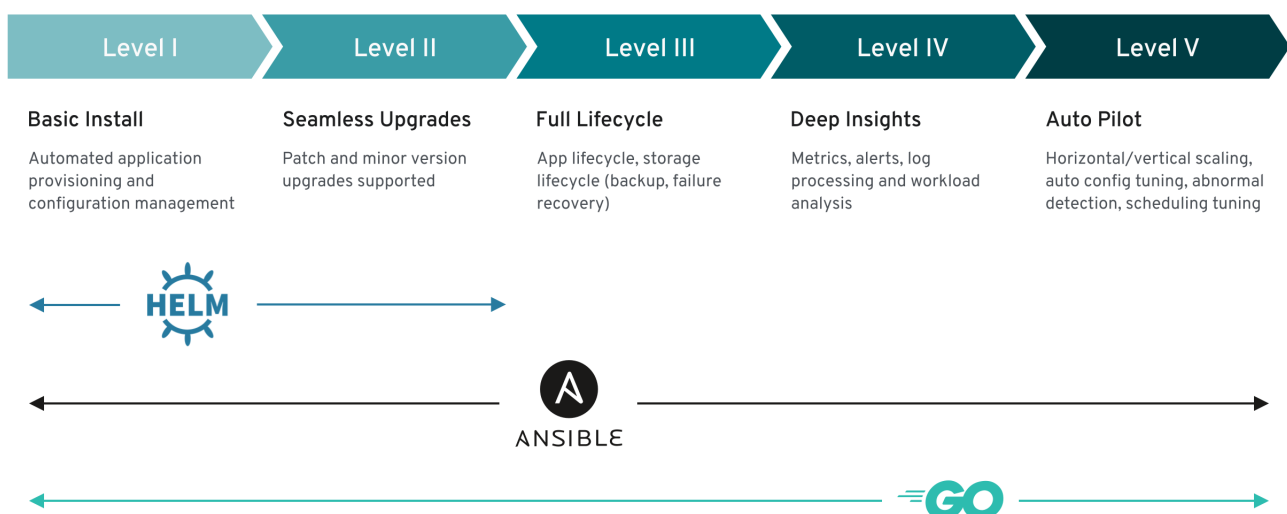 Level I
Level II
Level III
Level IV
Level V
Basic Install
Automated application
provisioning and
configuration management
Seamless Upgrades
Patch and minor version
upgrades supported
Full Lifecycle
App lifecycle, storage
lifecycle (backup, failure
recovery)
Deep Insights
Metrics, alerts, log
processing and workload
analysis
Auto Pilot
Horizontal/vertical scaling,
auto config tuning, abnormal
detection, scheduling tuning
HELM
ANSIBLE
GO